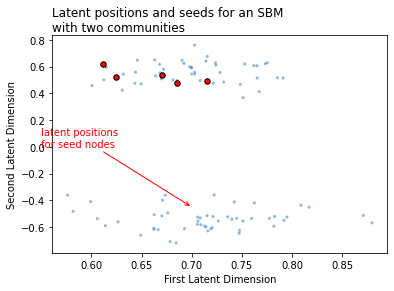 Latent positions and seeds for an SBM
with two communities
Second Latent Dimension
0.8
0.6
0.4
0.2
0.0
−0.2
−0.4
−0.6
latent positions
for seed nodes
0.60
0.65
0.70
0.75
0.80
0.85
First Latent Dimension